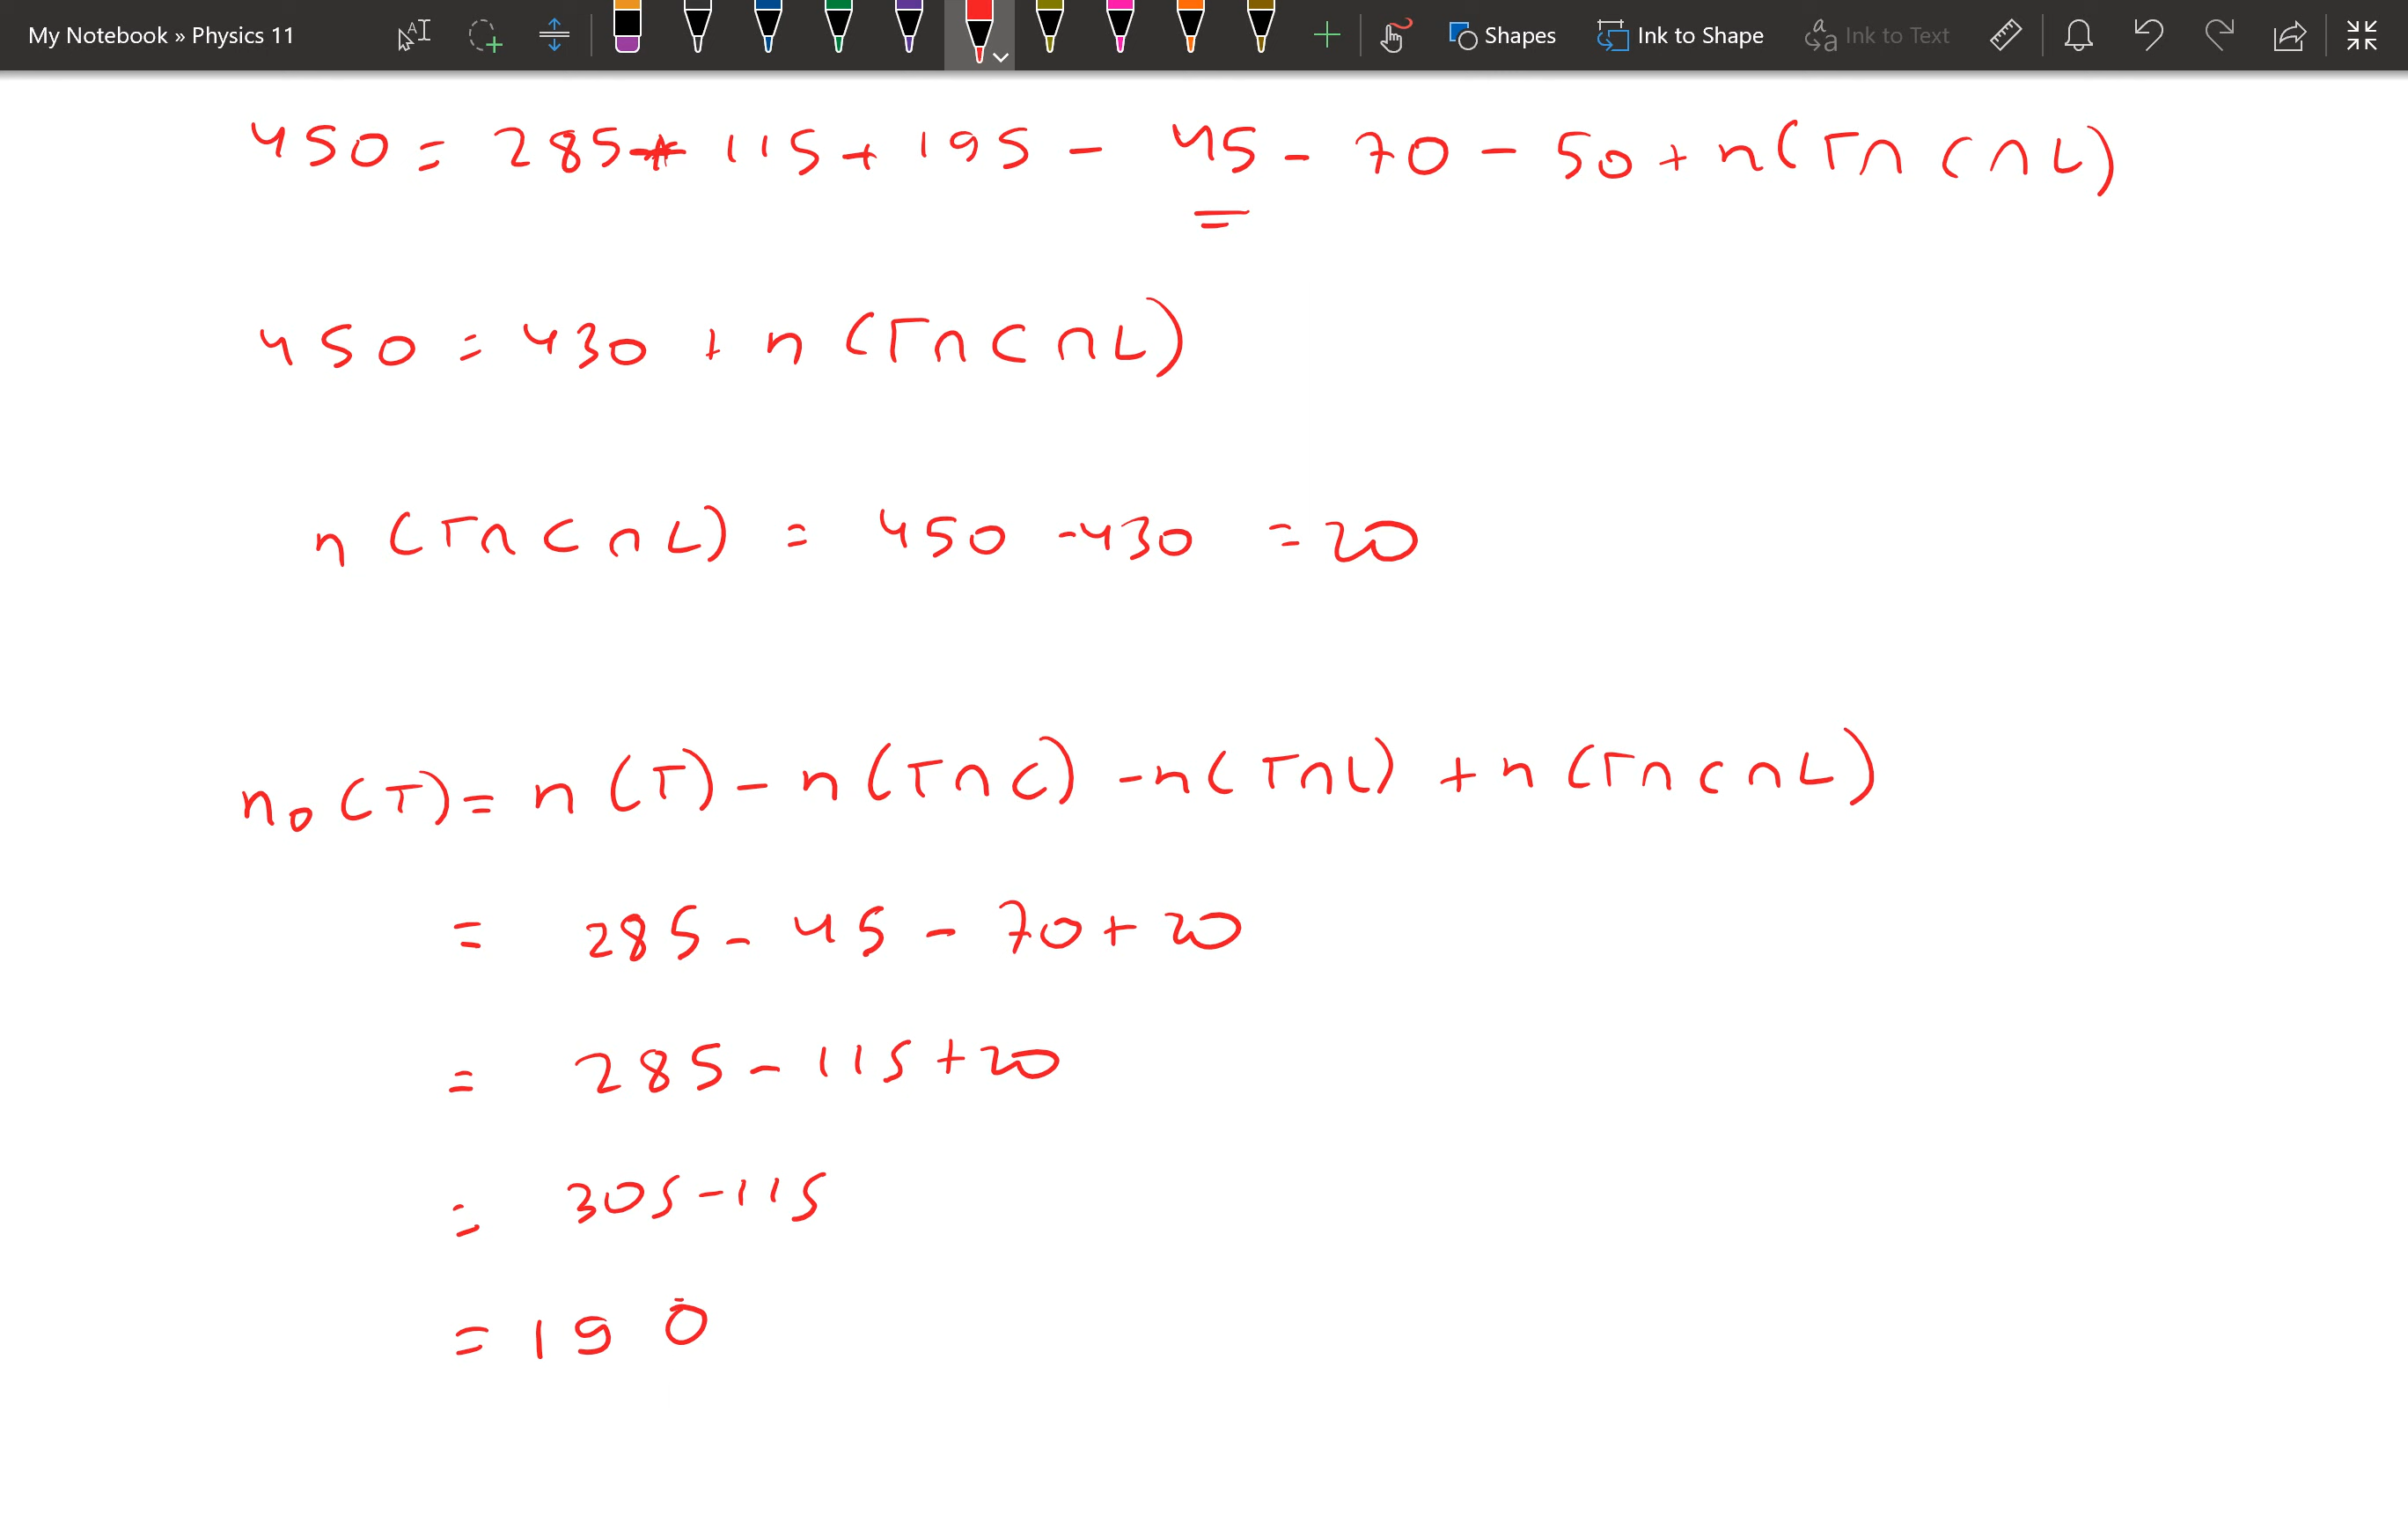 My Notebook » Physics 11 Shapes Ink to Shape Ink to Text
450 = 285 + 115 + 195 - 45 - 70 - 50 + n(T∩C∩L)
450 = 430 + n(T∩C∩L)
n(T∩C∩L) = 450 - 430 = 20
n₀(T) = n(T) - n(T∩C) - n(T∩L) + n(T∩C∩L)
= 285 - 45 - 70 + 20
= 285 - 115 + 20
= 305 - 115
= 190